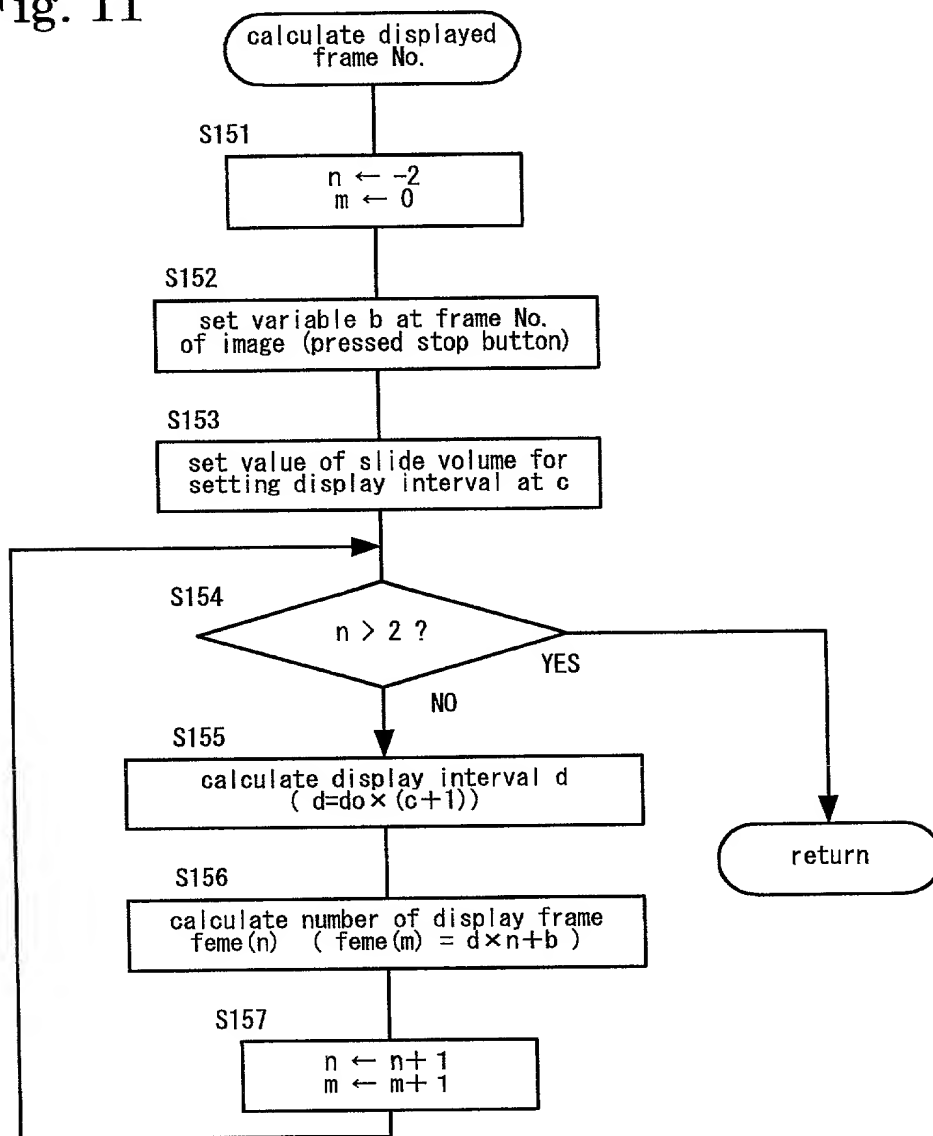 Fig. 11
calculate displayed
frame No.
S151
n ← -2
m ← 0
S152
set variable b at frame No.
of image (pressed stop button)
S153
set value of slide volume for
setting display interval at c
S154
n > 2 ?
YES
NO
S155
calculate display interval d
( d=do×(c+1))
return
S156
calculate number of display frame
feme(n) ( feme(m) = d×n+b )
S157
n ← n+1
m ← m+1